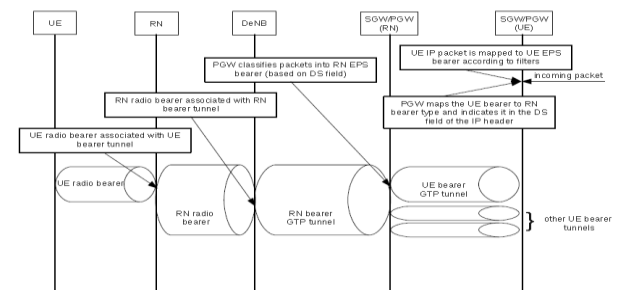 UE
RN
DeNB
SGW/PGW
(RN)
SGW/PGW
(UE)
UE IP packet is mapped to UE EPS
bearer according to filters
PGW classifies packets into RN EPS
bearer (based on DS field)
incoming packet
RN radio bearer associated with RN
bearer tunnel
PGW maps the UE bearer to RN
bearer type and indicates it in the DS
field of the IP header
UE radio bearer associated with UE
bearer tunnel
UE radio bearer
UE bearer
GTP tunnel
RN radio
bearer
RN bearer
GTP tunnel
other UE bearer
tunnels